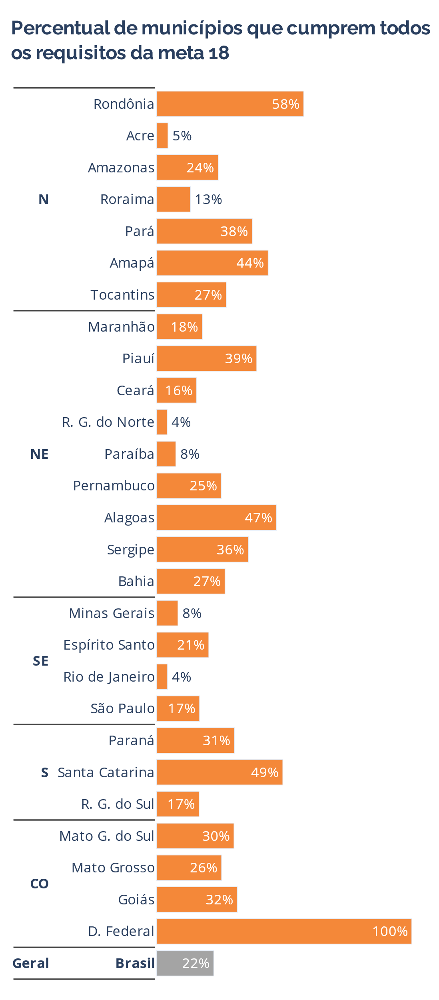 Percentual de municípios que cumprem todos
os requisitos da meta 18
Rondônia 58%
Acre 5%
Amazonas 24%
N Roraima 13%
Pará 38%
Amapá 44%
Tocantins 27%
Maranhão 18%
Piauí 39%
Ceará 16%
R. G. do Norte 4%
NE Paraíba 8%
Pernambuco 25%
Alagoas 47%
Sergipe 36%
Bahia 27%
Minas Gerais 8%
Espírito Santo 21%
SE
Rio de Janeiro 4%
São Paulo 17%
Paraná 31%
S Santa Catarina 49%
R. G. do Sul 17%
Mato G. do Sul 30%
Mato Grosso 26%
CO
Goiás 32%
D. Federal 100%
Geral Brasil 22%